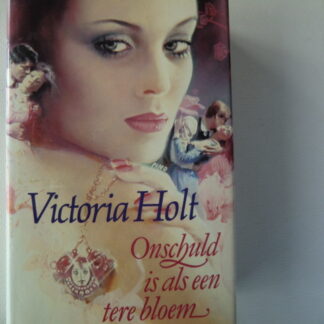 Victoria Holt
Onschuld
is als een
tere bloem